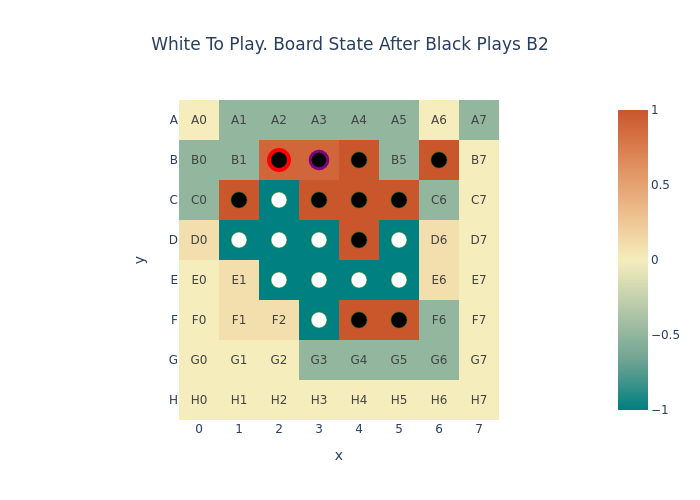 White To Play. Board State After Black Plays B2
A A0 A1 A2 A3 A4 A5 A6 A7 1
B B0 B1 B5 B7
C C0 C6 C7 0.5
D D0 D6 D7
y E E0 E1 E6 E7 0
F F0 F1 F2 F6 F7 −0.5
G G0 G1 G2 G3 G4 G5 G6 G7
H H0 H1 H2 H3 H4 H5 H6 H7 −1
0 1 2 3 4 5 6 7
x